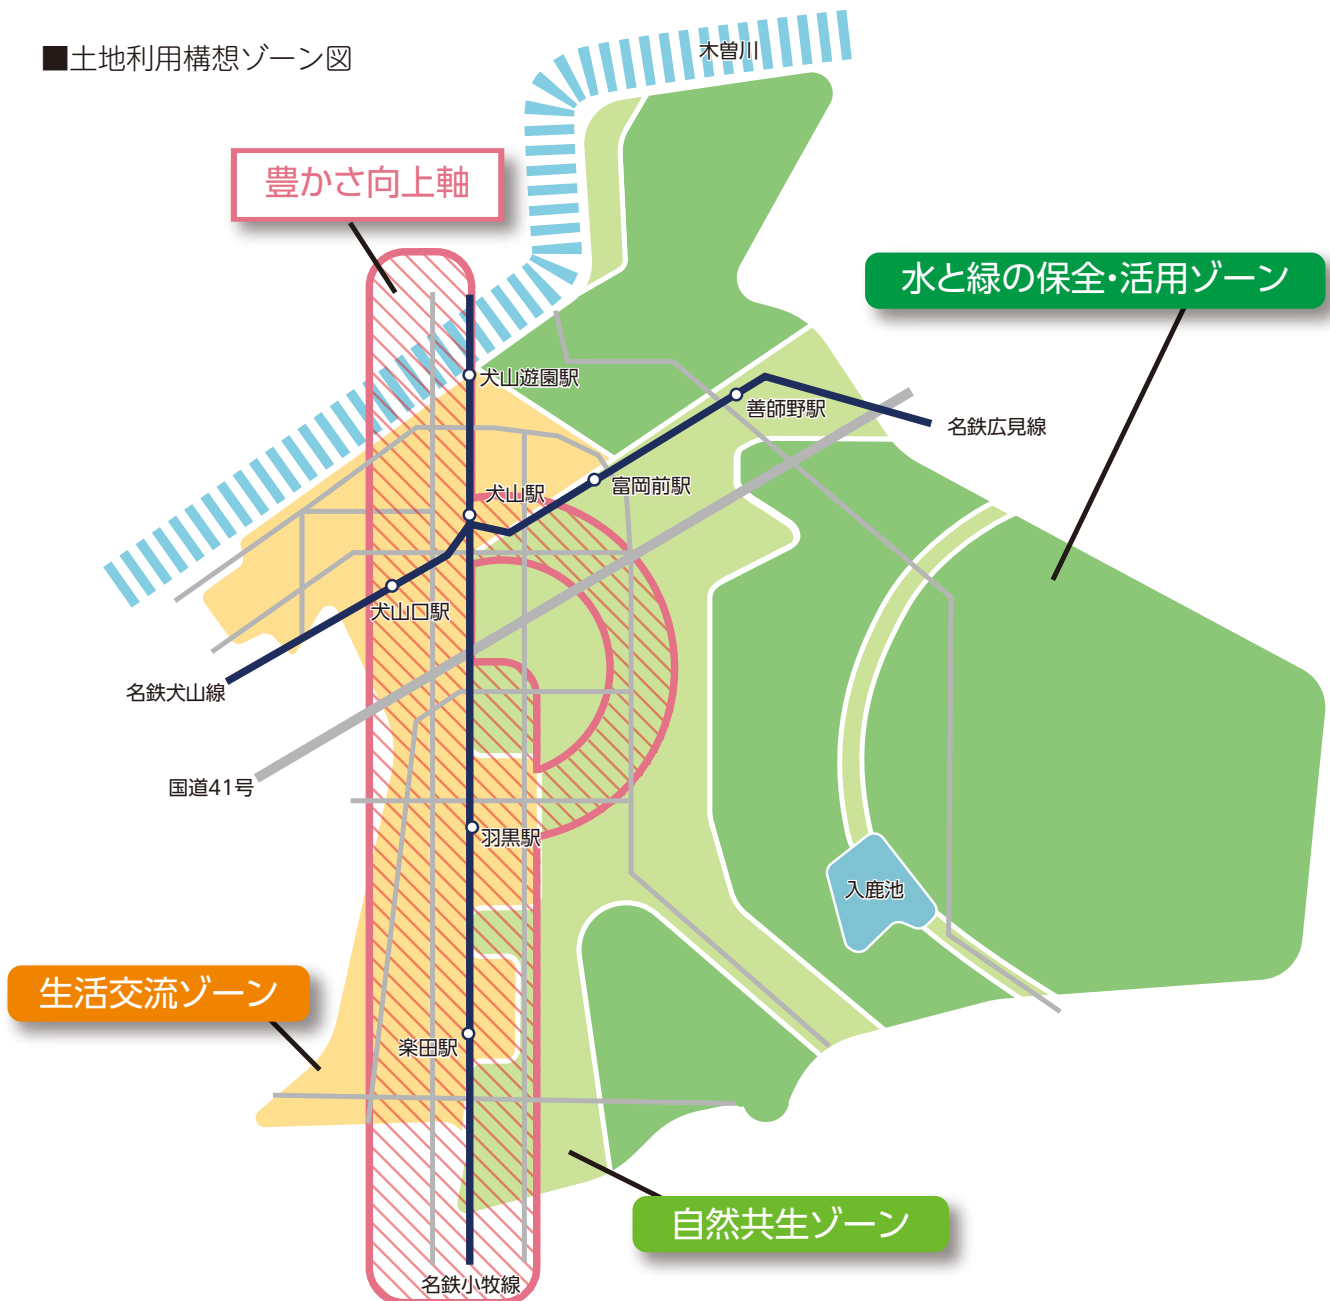 ■土地利用構想ゾーン図
木曽川
豊かさ向上軸
水と緑の保全・活用ゾーン
犬山遊園駅
善師野駅
名鉄広見線
富岡前駅
犬山駅
犬山口駅
名鉄犬山線
国道41号
羽黒駅
入鹿池
生活交流ゾーン
楽田駅
自然共生ゾーン
名鉄小牧線